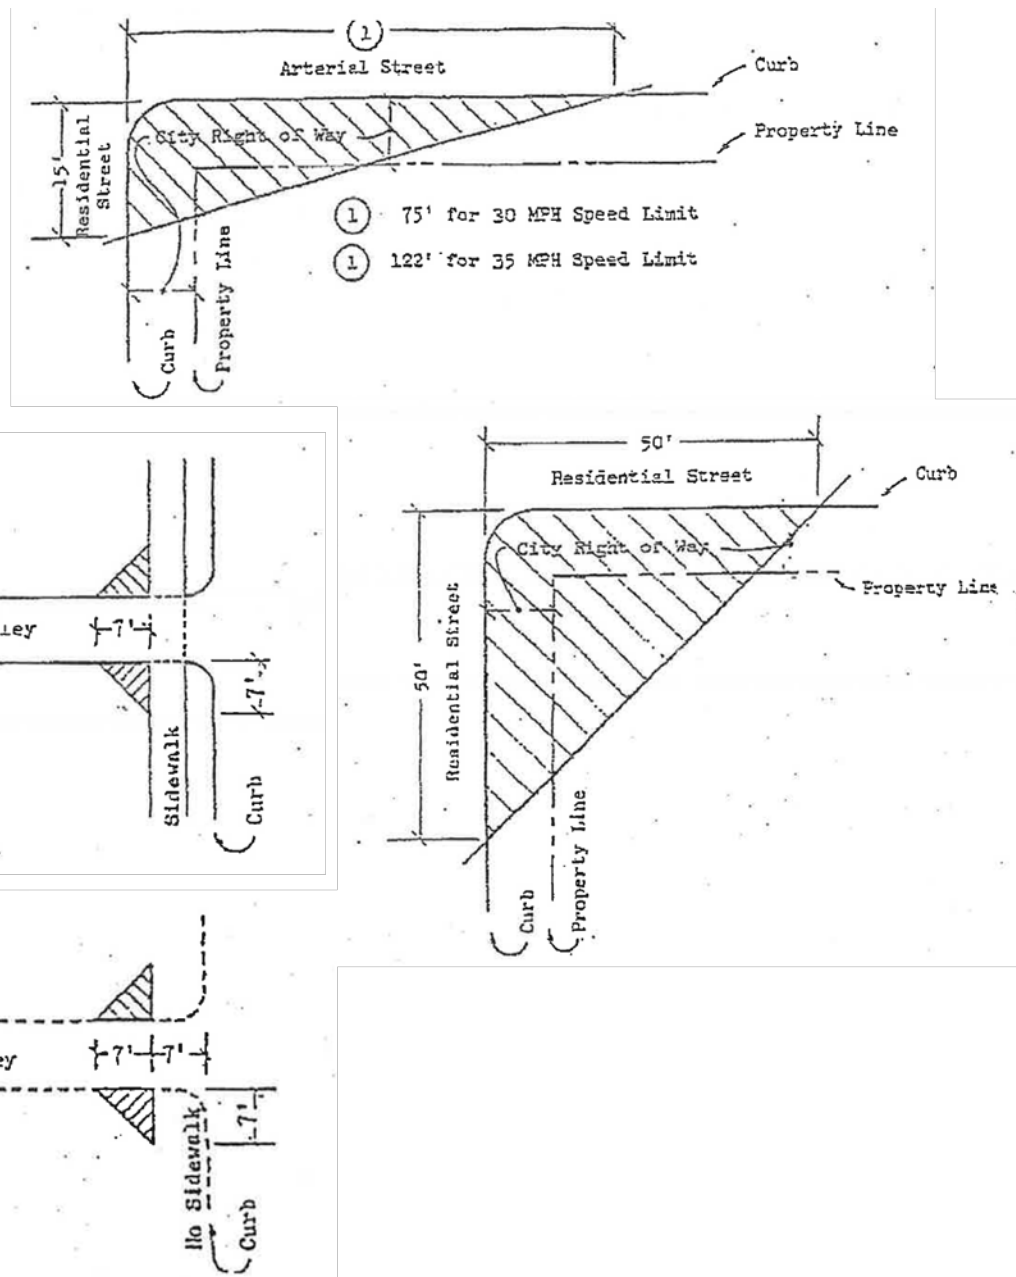 1
Arterial Street
Curb
City Right of Way
Property Line
15'
Residential
Street
1 75' for 30 MPH Speed Limit
1 122' for 35 MPH Speed Limit
Property Line
Curb
50'
Residential Street
Curb
City Right of Way
Property Line
50'
Residential Street
Property Line
Curb
ley
7'
7'
Sidewalk
Curb
ey
7' 7'
7'
No Sidewalk
Curb